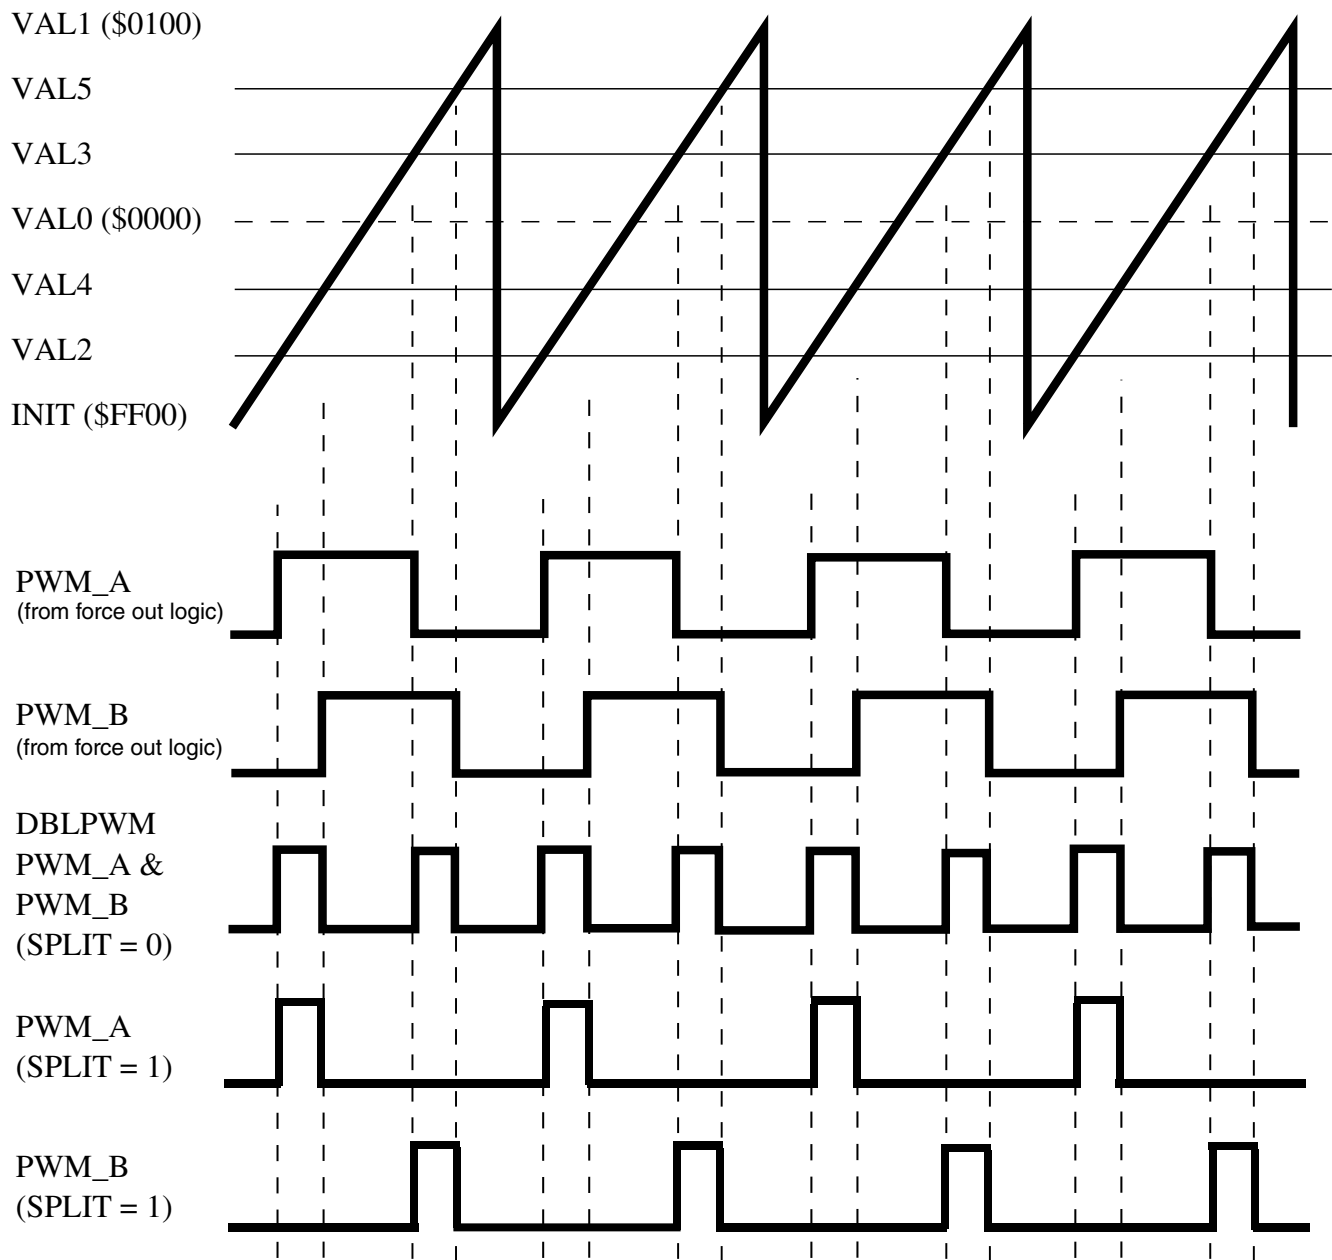 VAL1 ($0100)
VAL5
VAL3
VAL0 ($0000)
VAL4
VAL2
INIT ($FF00)
PWM_A
(from force out logic)
PWM_B
(from force out logic)
DBLPWM
PWM_A &
PWM_B
(SPLIT = 0)
PWM_A
(SPLIT = 1)
PWM_B
(SPLIT = 1)